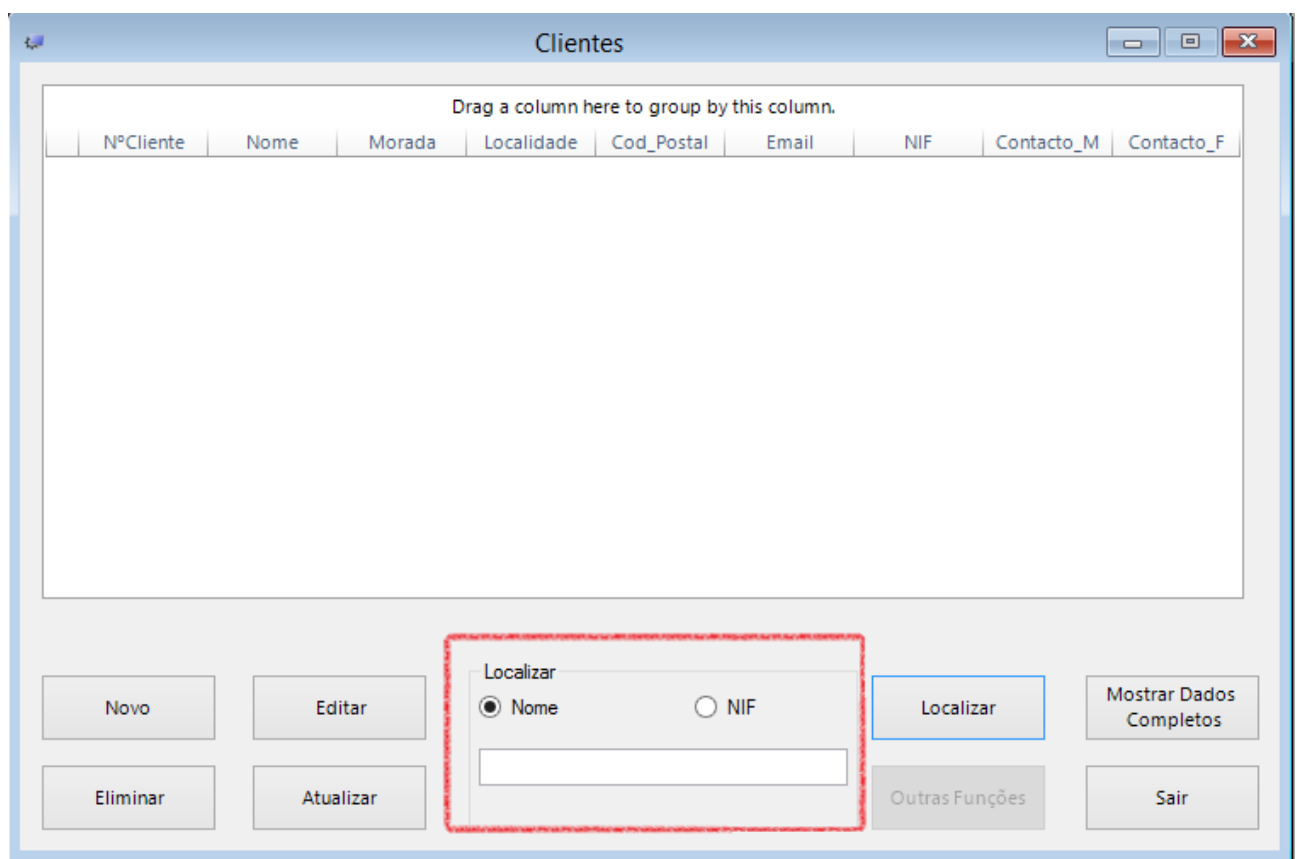 Clientes
Drag a column here to group by this column.
NºCliente Nome Morada Localidade Cod_Postal Email NIF Contacto_M Contacto_F
Localizar
Nome NIF
Novo Editar Localizar Mostrar Dados
Completos
Eliminar Atualizar Outras Funções Sair